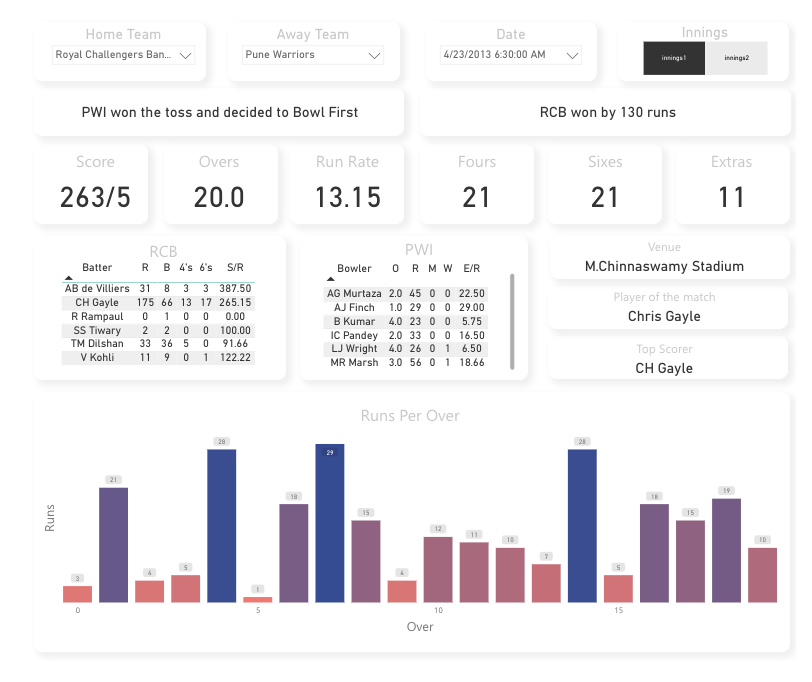 Home Team
Royal Challengers Ban...
Away Team
Pune Warriors
Date
4/23/2013 6:30:00 AM
Innings
innings1 innings2
PWI won the toss and decided to Bowl First
RCB won by 130 runs
Score
263/5
Overs
20.0
Run Rate
13.15
Fours
21
Sixes
21
Extras
11
RCB
Batter R B 4's 6's S/R
AB de Villiers 31 8 3 3 387.50
CH Gayle 175 66 13 17 265.15
R Rampaul 0 1 0 0 0.00
SS Tiwary 2 2 0 0 100.00
TM Dilshan 33 36 5 0 91.66
V Kohli 11 9 0 1 122.22
PWI
Bowler O R M W E/R
AG Murtaza 2.0 45 0 0 22.50
AJ Finch 1.0 29 0 0 29.00
B Kumar 4.0 23 0 0 5.75
IC Pandey 2.0 33 0 0 16.50
LJ Wright 4.0 26 0 1 6.50
MR Marsh 3.0 56 0 1 18.66
Venue
M.Chinnaswamy Stadium
Player of the match
Chris Gayle
Top Scorer
CH Gayle
Runs Per Over
Runs
3 21 4 5 28 1 18 29 15 4 12 11 10 7 28 5 18 15 19 10
0 5 10 15
Over